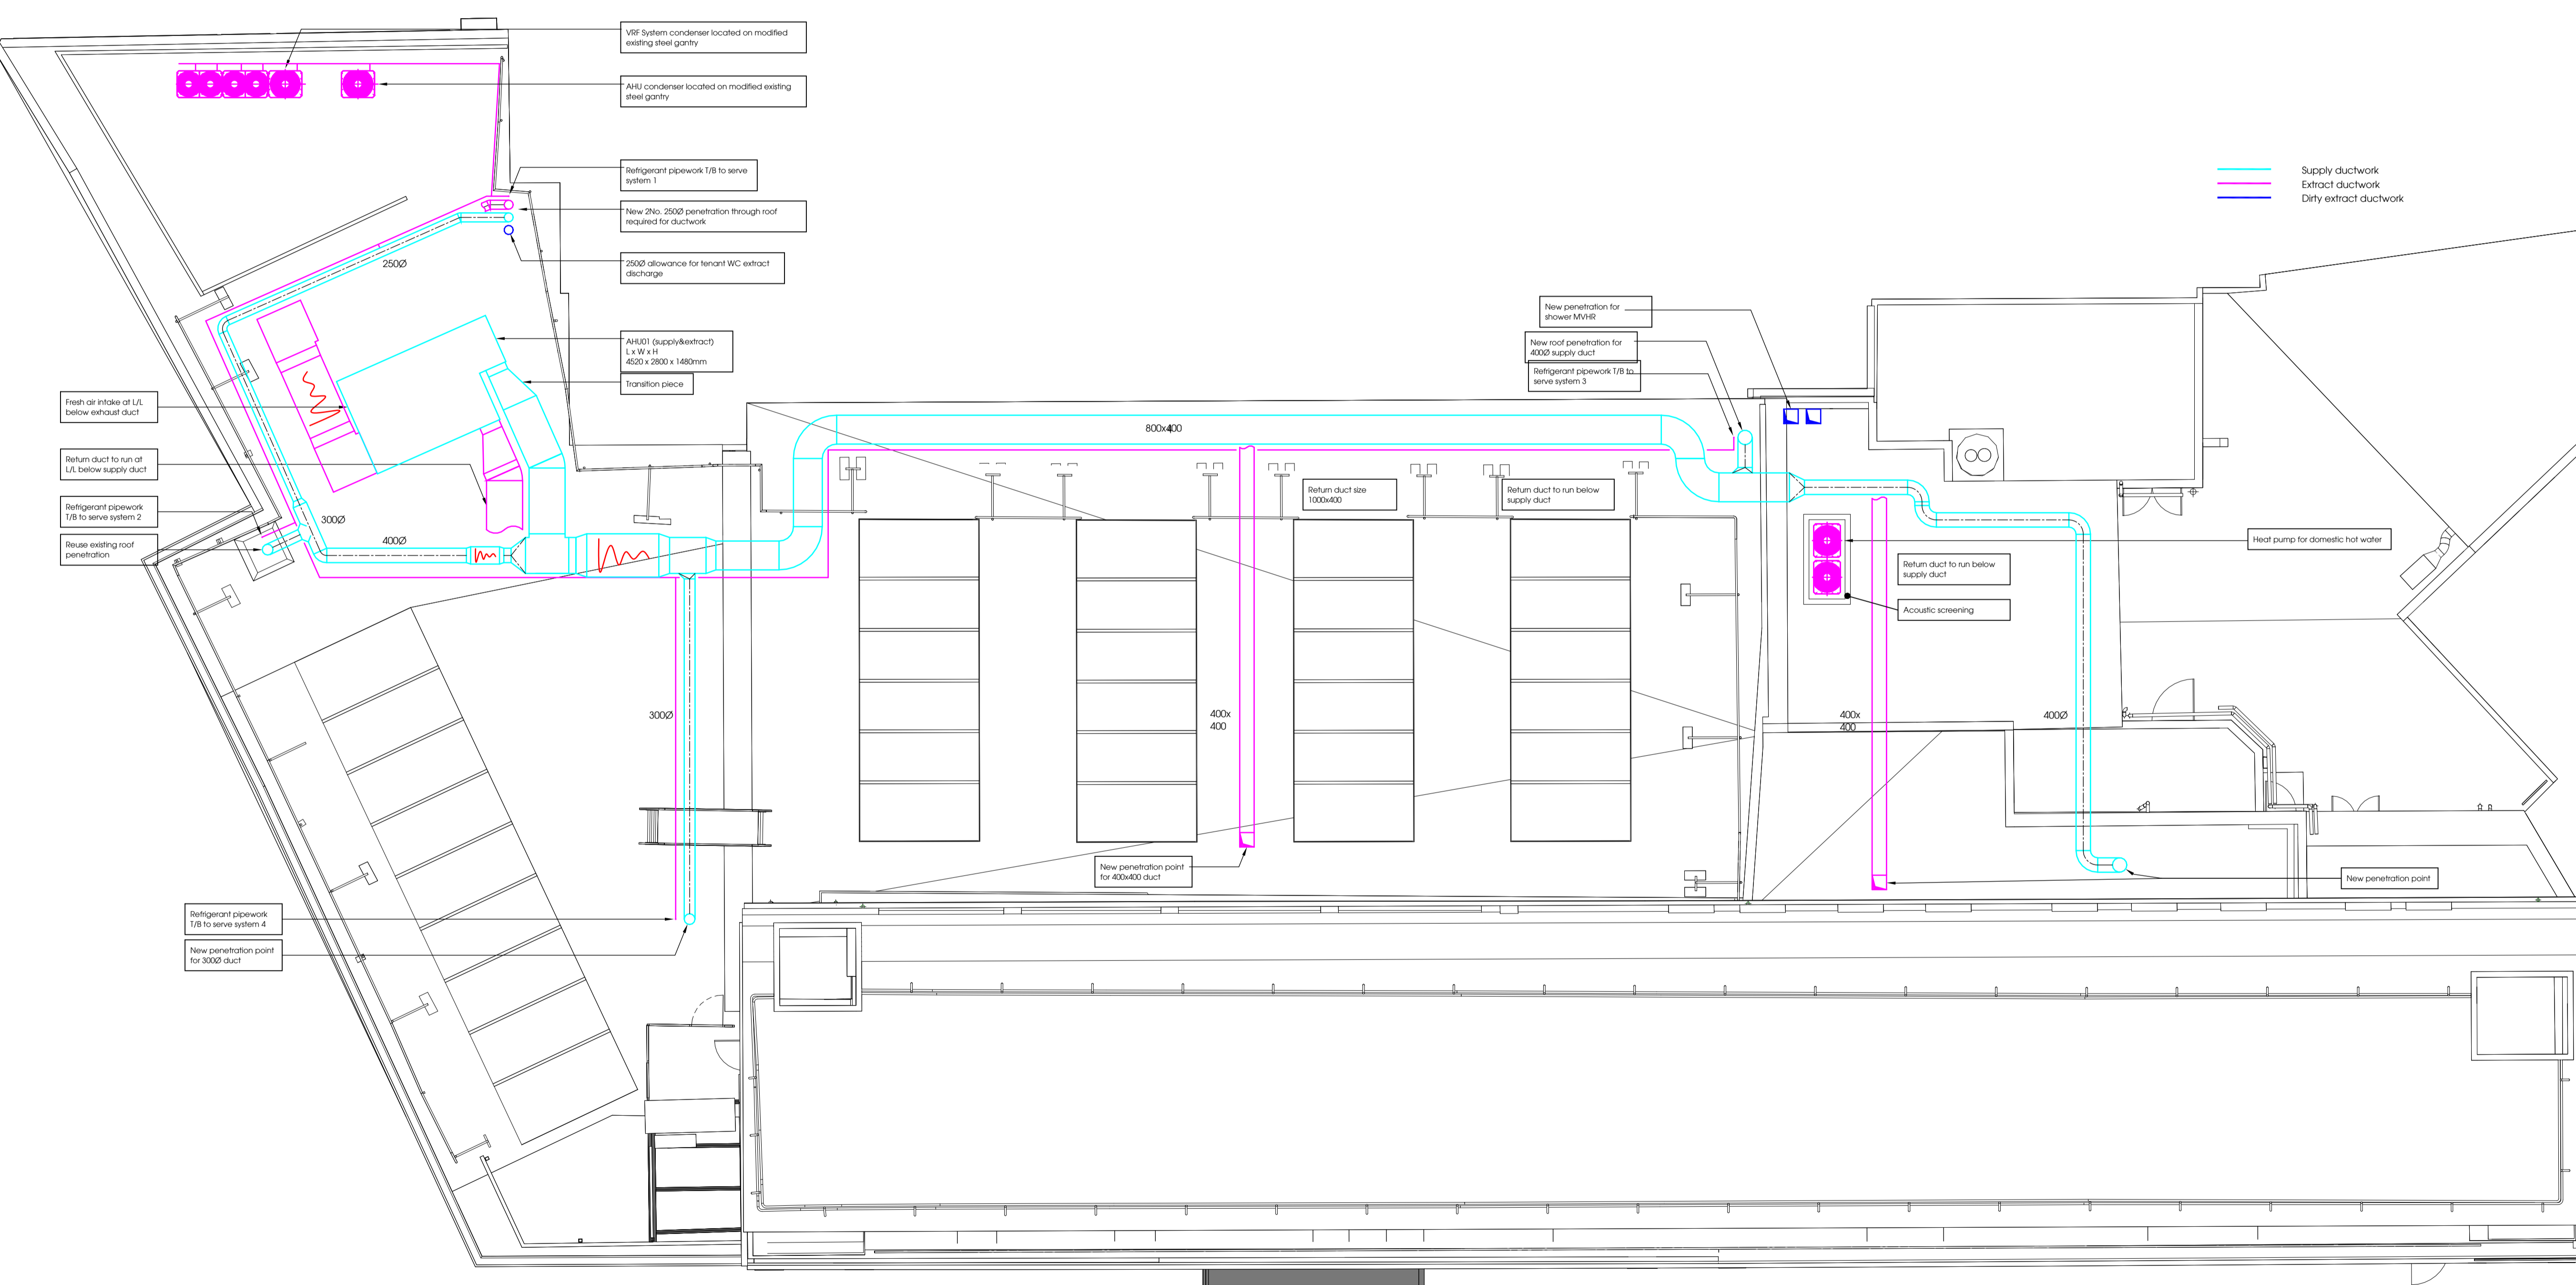 VRF System condenser located on modified
existing steel gantry
AHU condenser located on modified existing
steel gantry
Refrigerant pipework T/B to serve
system 1
New 2No. 250Ø penetration through roof
required for ductwork
250Ø allowance for tenant WC extract
discharge
250Ø
AHU01 (supply&extract)
L x W x H
4520 x 2800 x 1480mm
Transition piece
Fresh air intake at L/L
below exhaust duct
Return duct to run at
L/L below supply duct
Refrigerant pipework
T/B to serve system 2
Reuse existing roof
penetration
300Ø
400Ø
300Ø
Refrigerant pipework
T/B to serve system 4
New penetration point
for 300Ø duct
800x400
Return duct size
1000x400
Return duct to run below
supply duct
400x
400
New penetration point
for 400x400 duct
New penetration for
shower MVHR
New roof penetration for
400Ø supply duct
Refrigerant pipework T/B to
serve system 3
Supply ductwork
Extract ductwork
Dirty extract ductwork
Heat pump for domestic hot water
Return duct to run below
supply duct
Acoustic screening
400x
400
400Ø
New penetration point